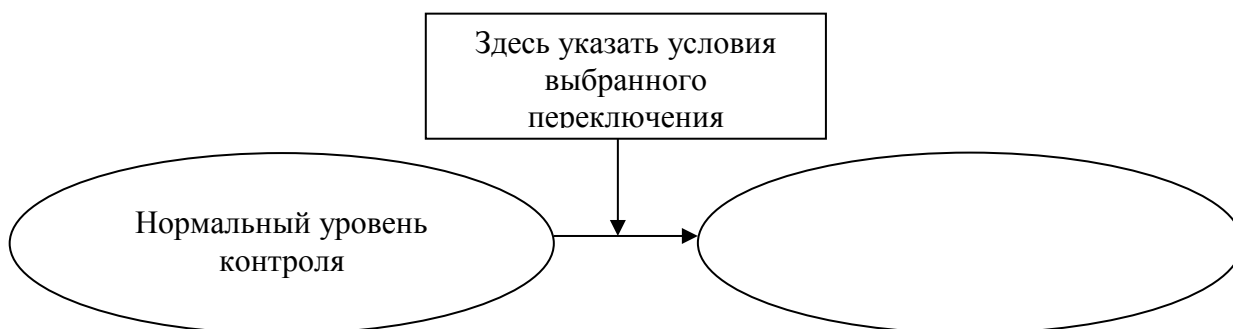 Здесь указать условия
выбранного
переключения
Нормальный уровень
контроля